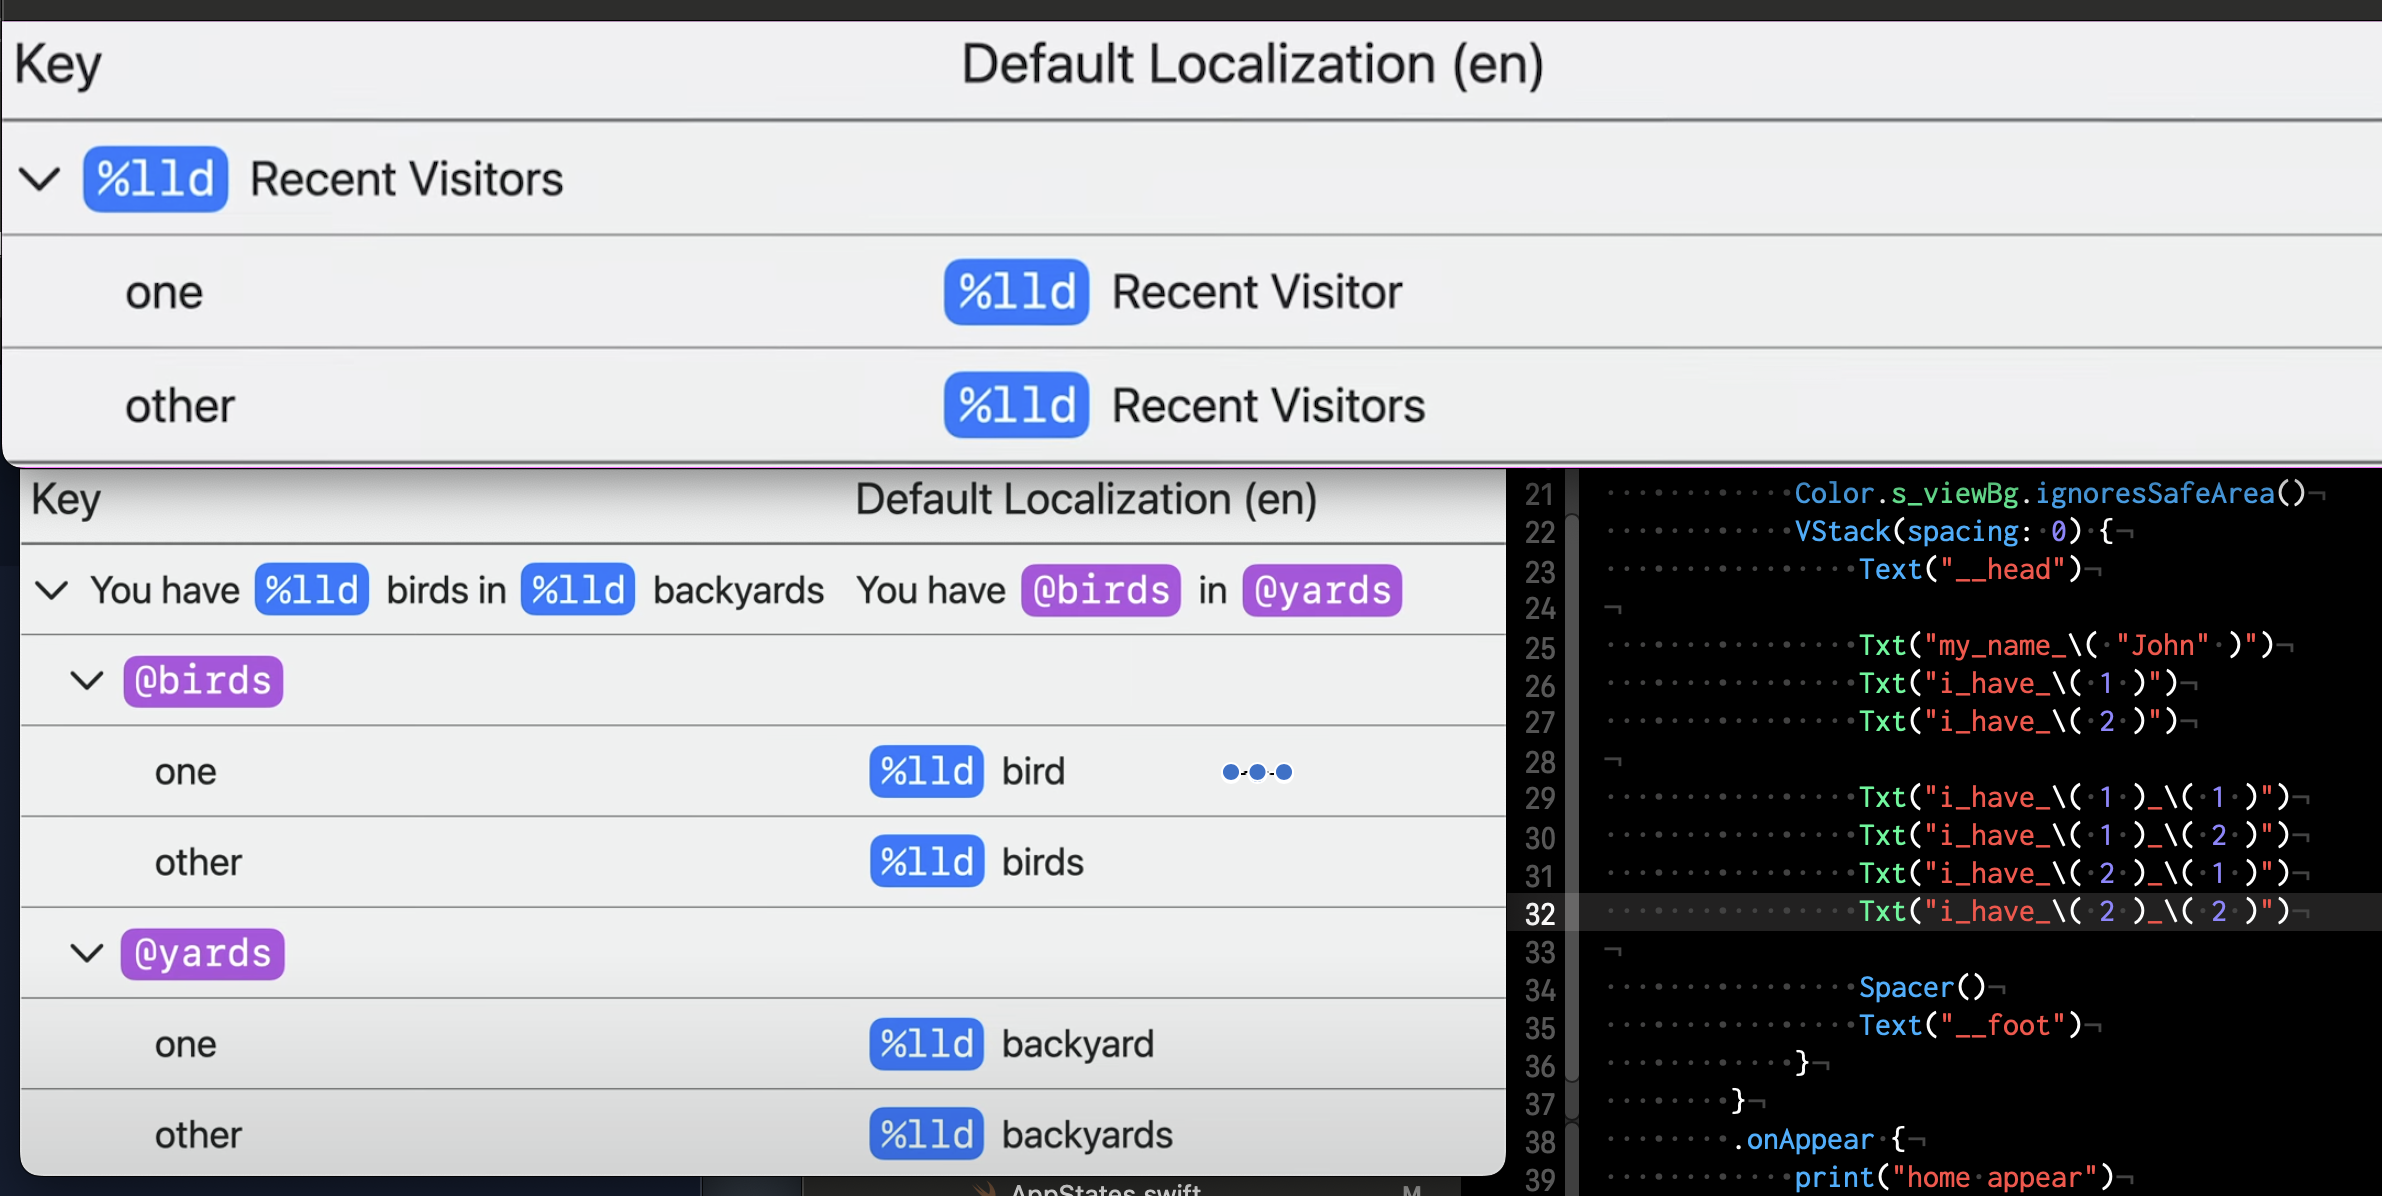 Key Default Localization (en)
%lld Recent Visitors
one %lld Recent Visitor
other %lld Recent Visitors
Key Default Localization (en)
You have %lld birds in %lld backyards You have @birds in @yards
@birds
one %lld bird
other %lld birds
@yards
one %lld backyard
other %lld backyards
21 Color.s_viewBg.ignoresSafeArea()
22 VStack(spacing: 0) {
23 Text("__head")
24
25 Txt("my_name_\( "John" )")
26 Txt("i_have_\( 1 )")
27 Txt("i_have_\( 2 )")
28
29 Txt("i_have_\( 1 )_\( 1 )")
30 Txt("i_have_\( 1 )_\( 2 )")
31 Txt("i_have_\( 2 )_\( 1 )")
32 Txt("i_have_\( 2 )_\( 2 )")
33
34 Spacer()
35 Text("__foot")
36 }
37 }
38 .onAppear {
39 print("home appear")
AppStates.swift M